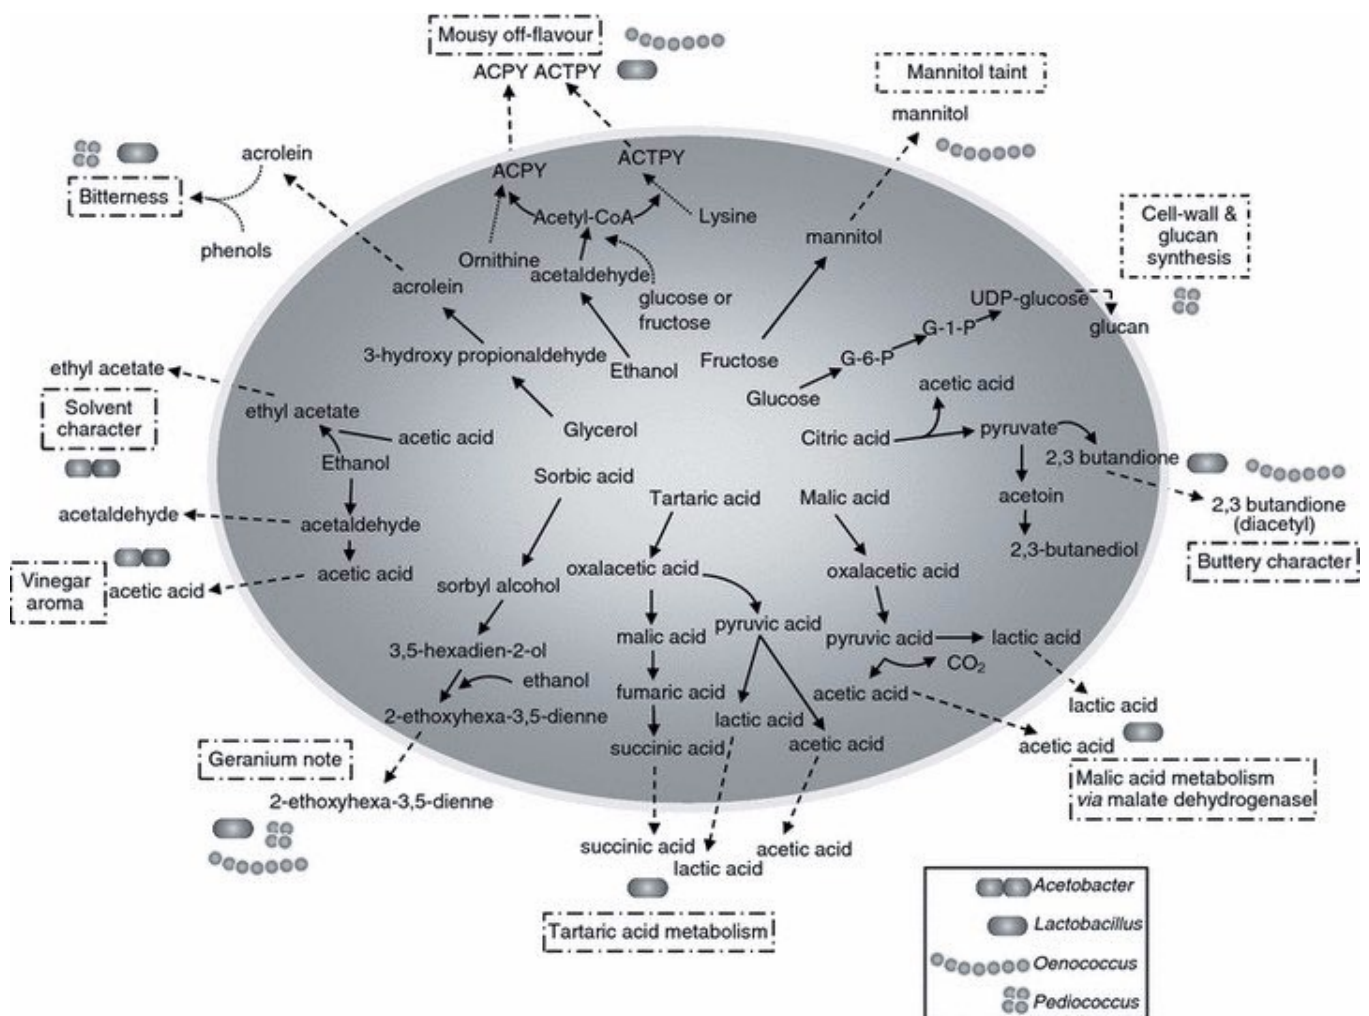 Mousy off-flavour
ACPY ACTPY
Mannitol taint
mannitol
acrolein
Bitterness
phenols
ACPY
ACTPY
Acetyl-CoA
Lysine
Ornithine
acetaldehyde
glucose or
fructose
Ethanol
acrolein
3-hydroxy propionaldehyde
Glycerol
mannitol
Fructose
Cell-wall &
glucan
synthesis
UDP-glucose
glucan
G-1-P
G-6-P
Glucose
ethyl acetate
Solvent
character
ethyl acetate
acetic acid
Ethanol
acetaldehyde
acetaldehyde
acetic acid
Vinegar
aroma
acetic acid
acetic acid
Citric acid
pyruvate
2,3 butandione
acetoin
2,3-butanediol
2,3 butandione
(diacetyl)
Buttery character
Sorbic acid
sorbyl alcohol
3,5-hexadien-2-ol
ethanol
2-ethoxyhexa-3,5-dienne
Geranium note
2-ethoxyhexa-3,5-dienne
Tartaric acid
oxalacetic acid
malic acid
pyruvic acid
fumaric acid
lactic acid
succinic acid
acetic acid
succinic acid
lactic acid
acetic acid
Tartaric acid metabolism
Malic acid
oxalacetic acid
pyruvic acid
lactic acid
CO₂
acetic acid
lactic acid
acetic acid
Malic acid metabolism
via malate dehydrogenase
Acetobacter
Lactobacillus
Oenococcus
Pediococcus